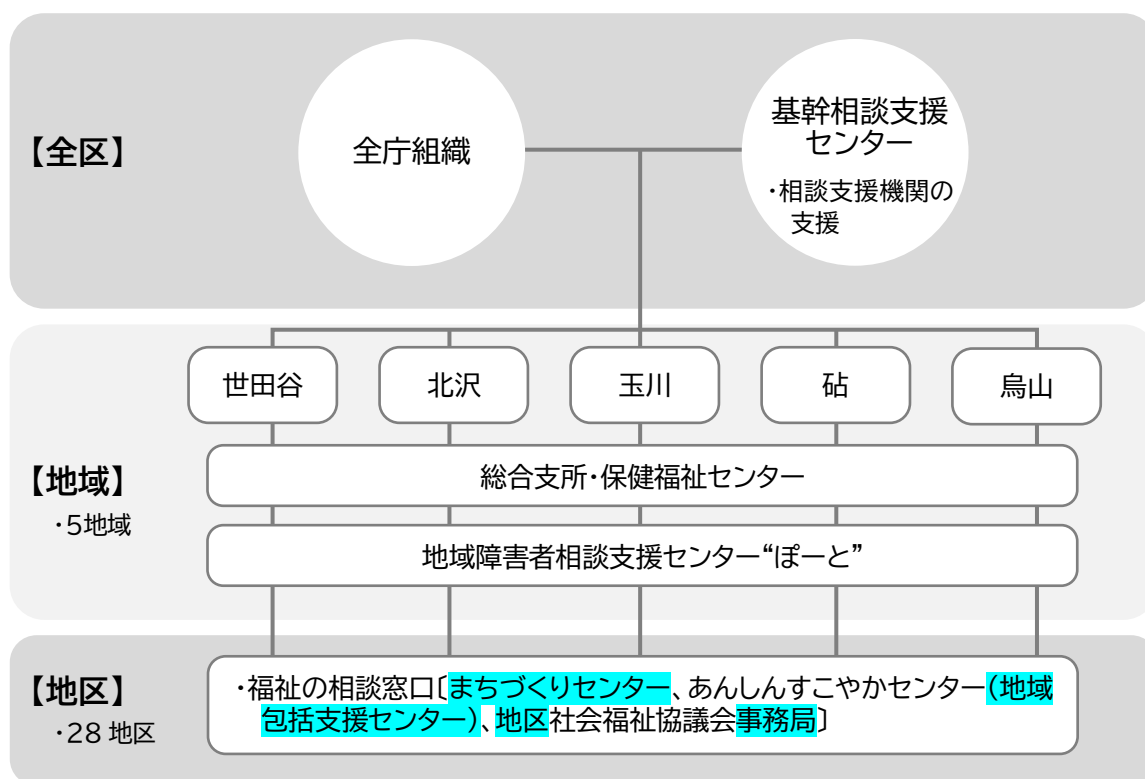 【全区】
全庁組織
基幹相談支援
センター
・相談支援機関の
支援
世田谷
北沢
玉川
砧
烏山
【地域】
・5地域
総合支所・保健福祉センター
地域障害者相談支援センター“ぽーと”
【地区】
・28 地区
・福祉の相談窓口〔まちづくりセンター、あんしんすこやかセンター(地域
包括支援センター)、地区社会福祉協議会事務局〕